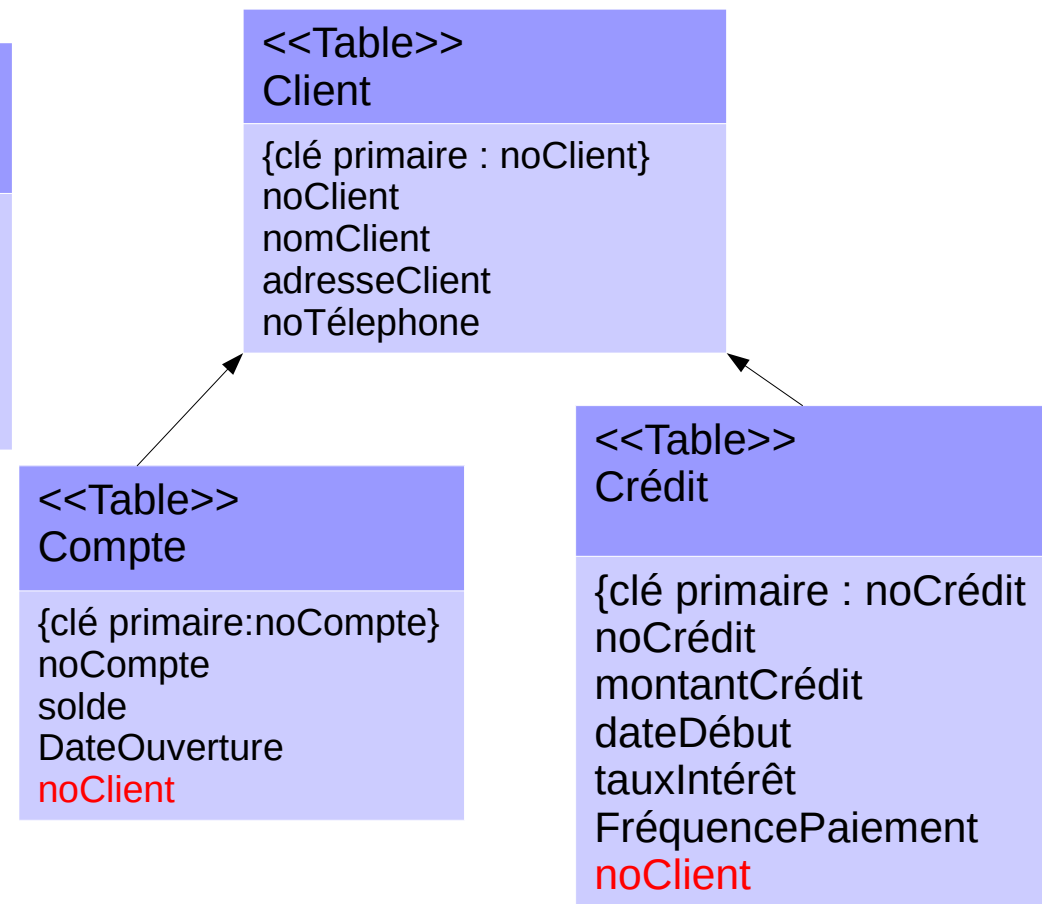 <<Table>>
Client
{clé primaire : noClient}
noClient
nomClient
adresseClient
noTélephone
<<Table>>
Compte
{clé primaire:noCompte}
noCompte
solde
DateOuverture
noClient
<<Table>>
Crédit
{clé primaire : noCrédit
noCrédit
montantCrédit
dateDébut
tauxIntérêt
FréquencePaiement
noClient